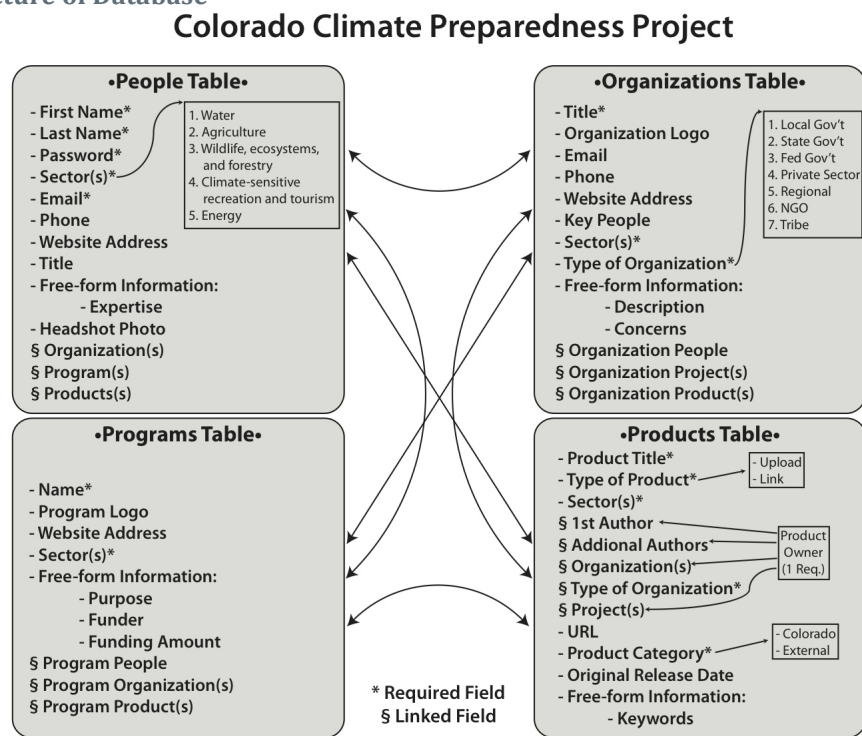 Colorado Climate Preparedness Project
•People Table•
- First Name*
- Last Name*
- Password*
- Sector(s)*
- Email*
- Phone
- Website Address
- Title
- Free-form Information:
- Expertise
- Headshot Photo
§ Organization(s)
§ Program(s)
§ Products(s)
1. Water
2. Agriculture
3. Wildlife, ecosystems,
and forestry
4. Climate-sensitive
recreation and tourism
5. Energy
•Organizations Table•
- Title*
- Organization Logo
- Email
- Phone
- Website Address
- Key People
- Sector(s)*
- Type of Organization*
- Free-form Information:
- Description
- Concerns
§ Organization People
§ Organization Project(s)
§ Organization Product(s)
1. Local Gov't
2. State Gov't
3. Fed Gov't
4. Private Sector
5. Regional
6. NGO
7. Tribe
•Programs Table•
- Name*
- Program Logo
- Website Address
- Sector(s)*
- Free-form Information:
- Purpose
- Funder
- Funding Amount
§ Program People
§ Program Organization(s)
§ Program Product(s)
•Products Table•
- Product Title*
- Type of Product*
- Sector(s)*
§ 1st Author
§ Addional Authors
§ Organization(s)
§ Type of Organization*
§ Project(s)
- URL
- Product Category*
- Original Release Date
- Free-form Information:
- Keywords
- Upload
- Link
Product
Owner
(1 Req.)
- Colorado
- External
* Required Field
§ Linked Field